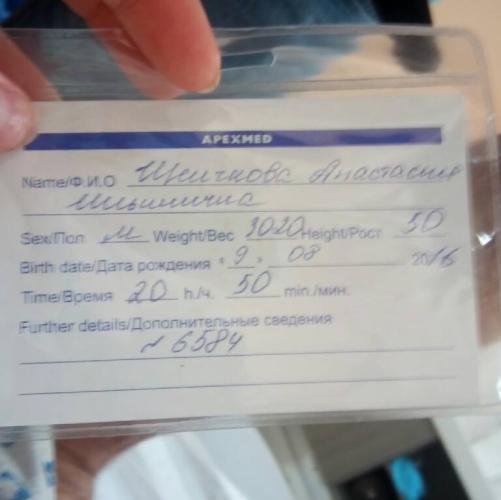 APEXMED
Name/Ф.И.О Анастасия
Ильинична
Sex/Пол М Weight/Вес 3020 Height/Рост 50
Birth date/Дата рождения "9" 08 2016
Time/Время 20 h./ч. 50 min./мин.
Further details/Дополнительные сведения
№ 6584